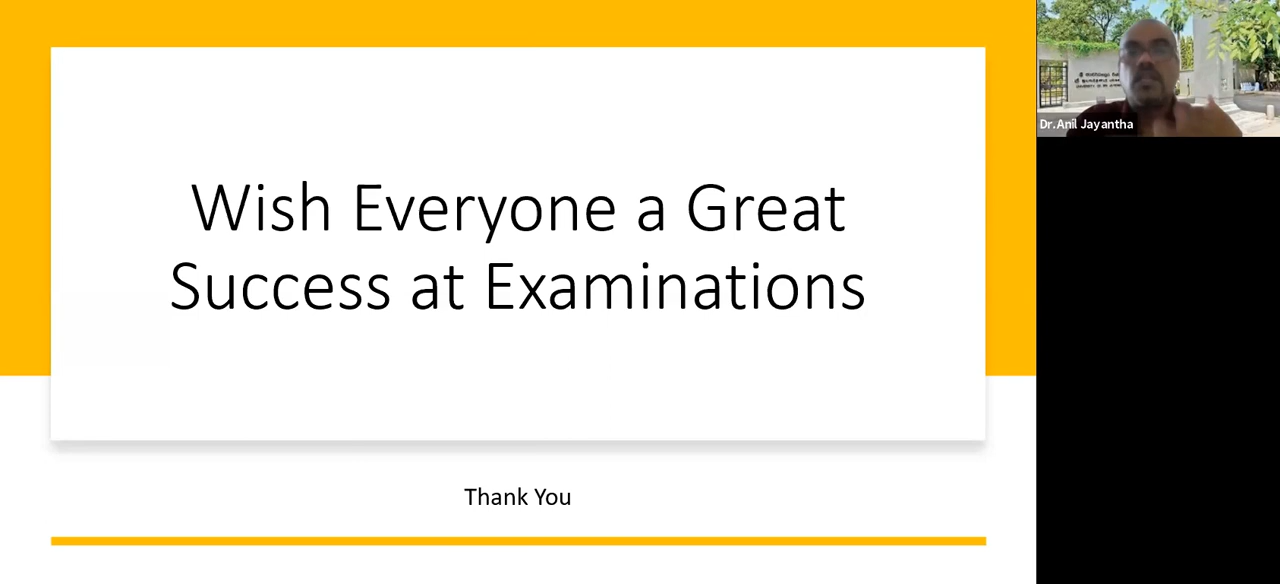 Wish Everyone a Great
Success at Examinations
Thank You
Dr.Anil Jayantha